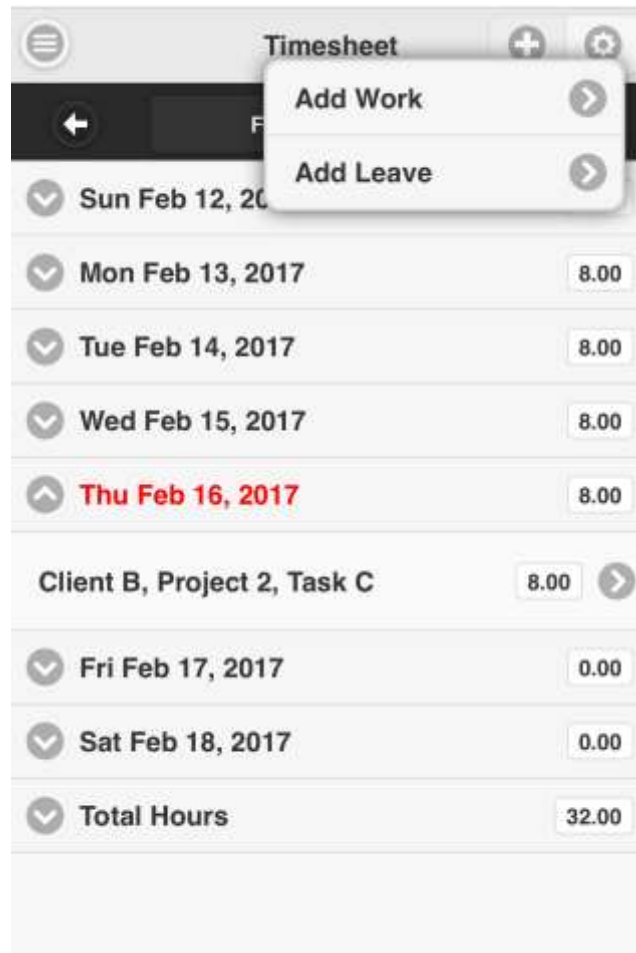 Timesheet
Add Work
Add Leave
Sun Feb 12,
Mon Feb 13, 2017
8.00
Tue Feb 14, 2017
8.00
Wed Feb 15, 2017
8.00
Thu Feb 16, 2017
8.00
Client B, Project 2, Task C
8.00
Fri Feb 17, 2017
0.00
Sat Feb 18, 2017
0.00
Total Hours
32.00